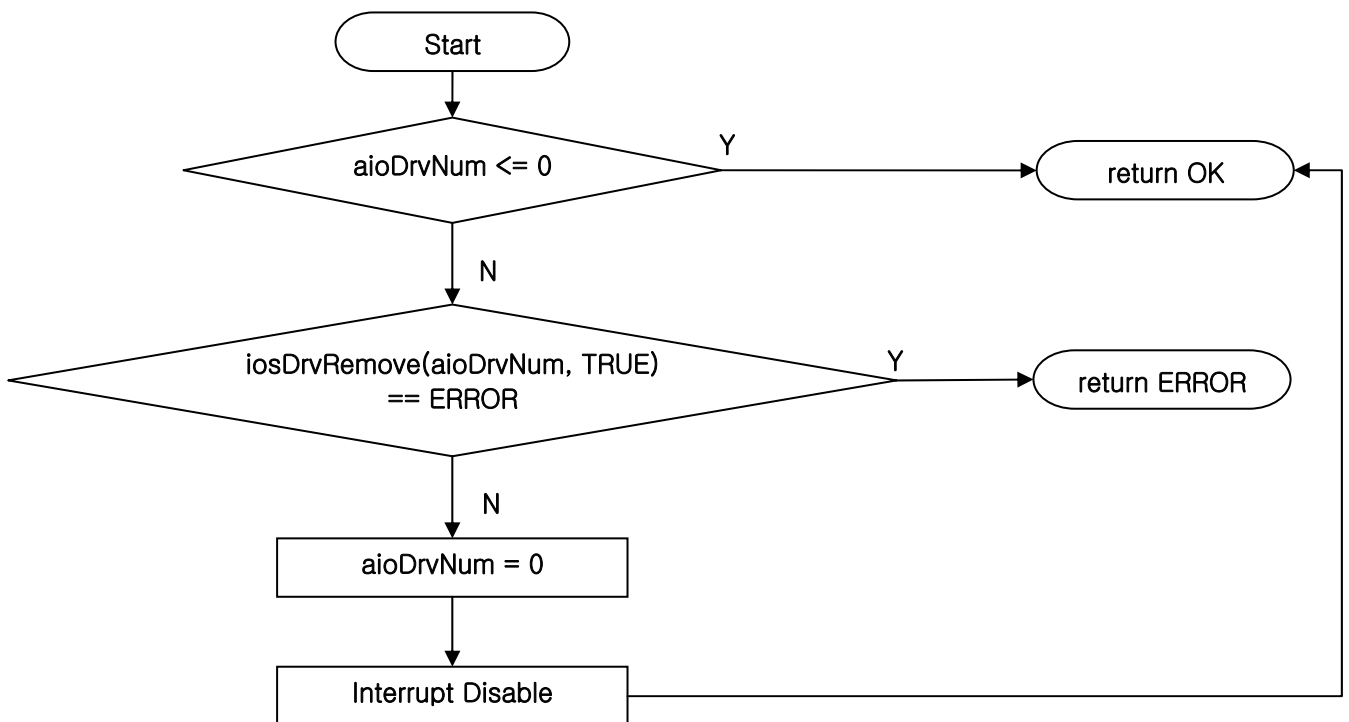 Start
aioDrvNum <= 0
Y
return OK
N
iosDrvRemove(aioDrvNum, TRUE)
== ERROR
Y
return ERROR
N
aioDrvNum = 0
Interrupt Disable